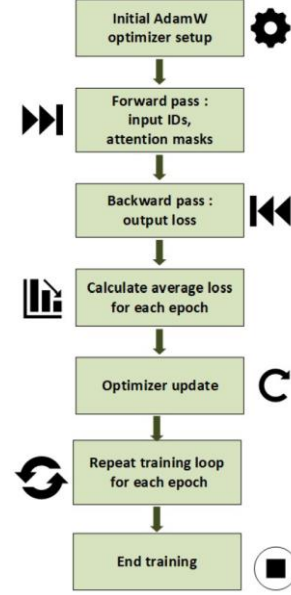 Initial AdamW
optimizer setup
Forward pass :
input IDs,
attention masks
Backward pass :
output loss
Calculate average loss
for each epoch
Optimizer update
Repeat training loop
for each epoch
End training